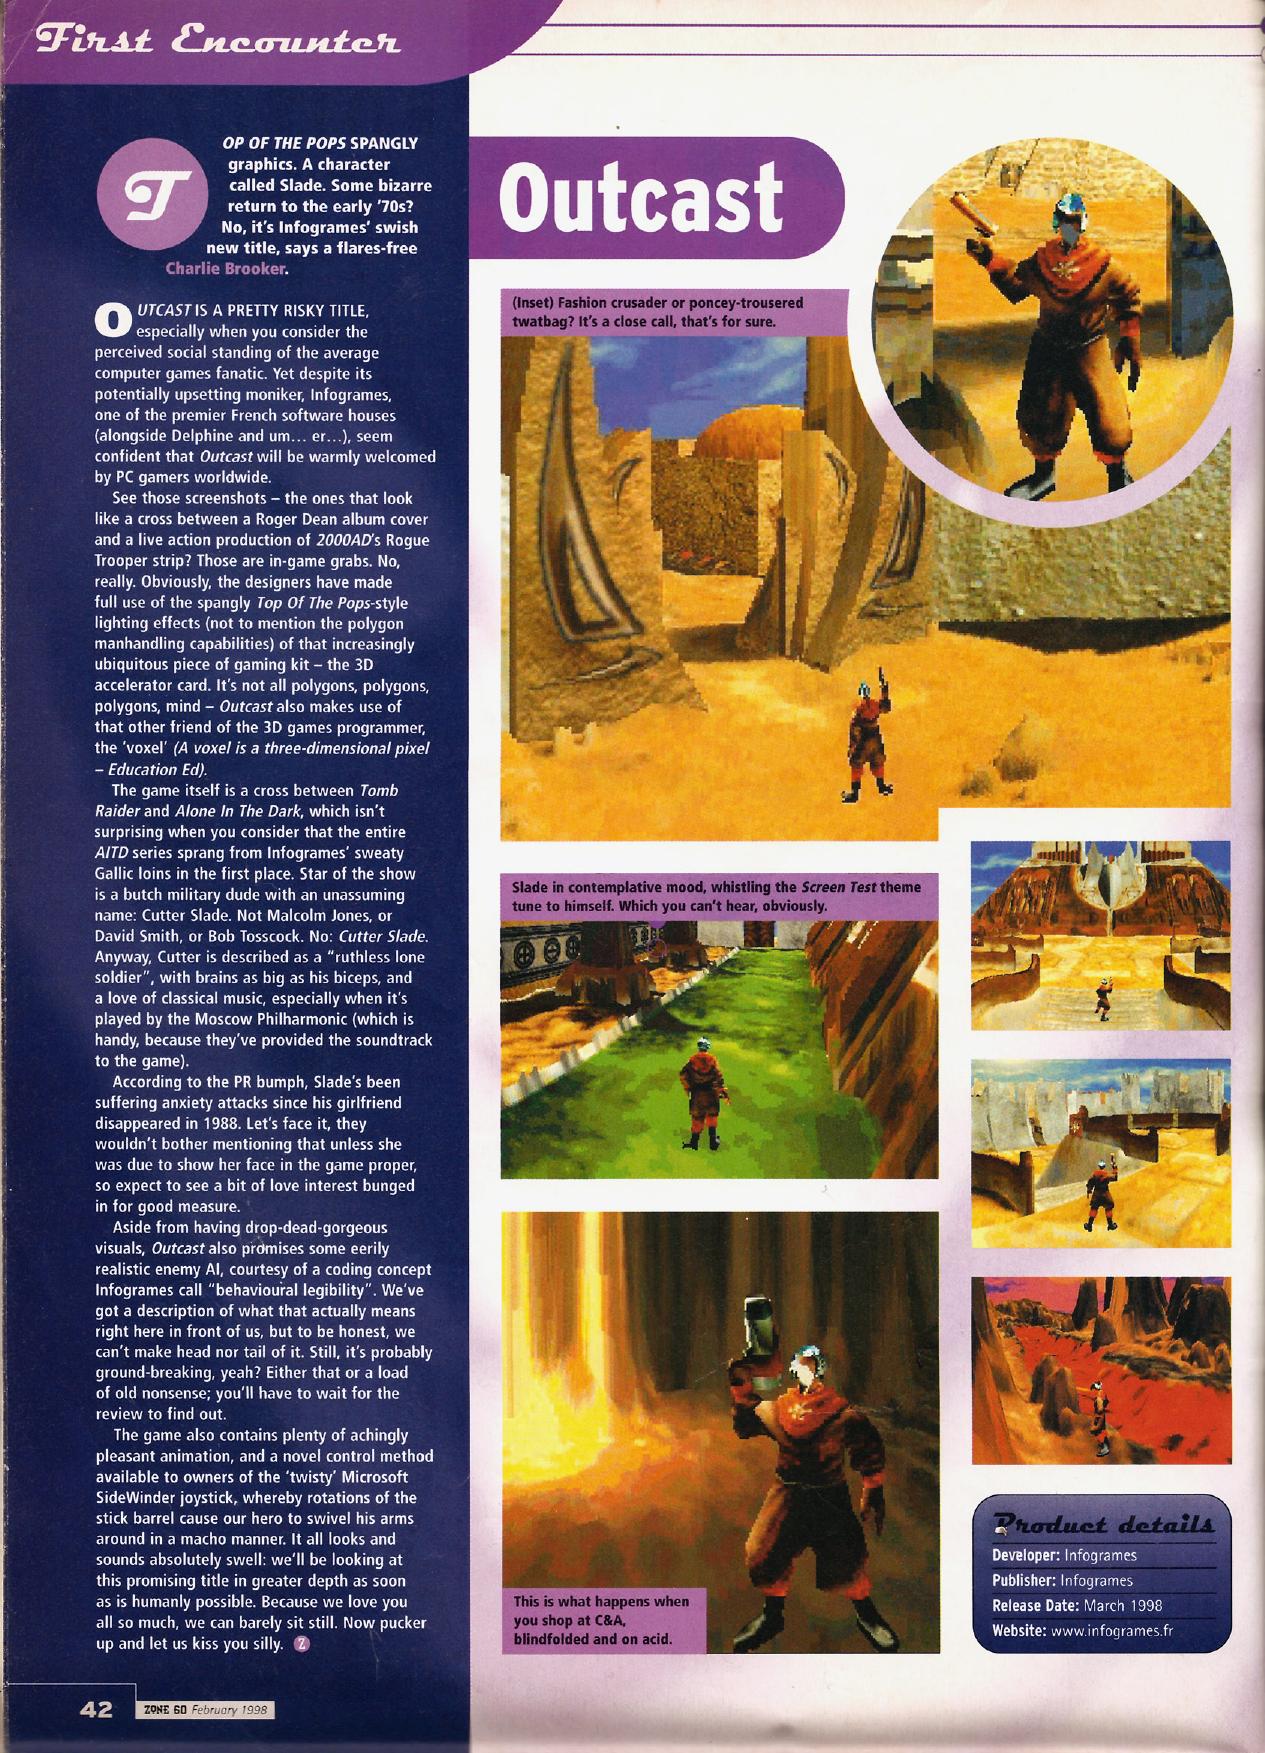 First Encounter
T
OP OF THE POPS SPANGLY
graphics. A character
called Slade. Some bizarre
return to the early '70s?
No, it's Infogrames' swish
new title, says a flares-free
Charlie Brooker.
OUTCAST IS A PRETTY RISKY TITLE,
especially when you consider the
perceived social standing of the average
computer games fanatic. Yet despite its
potentially upsetting moniker, Infogrames,
one of the premier French software houses
(alongside Delphine and um... er...), seem
confident that Outcast will be warmly welcomed
by PC gamers worldwide.
See those screenshots – the ones that look
like a cross between a Roger Dean album cover
and a live action production of 2000AD's Rogue
Trooper strip? Those are in-game grabs. No,
really. Obviously, the designers have made
full use of the spangly Top Of The Pops-style
lighting effects (not to mention the polygon
manhandling capabilities) of that increasingly
ubiquitous piece of gaming kit – the 3D
accelerator card. It's not all polygons, polygons,
polygons, mind – Outcast also makes use of
that other friend of the 3D games programmer,
the 'voxel' (A voxel is a three-dimensional pixel
– Education Ed).
The game itself is a cross between Tomb
Raider and Alone In The Dark, which isn't
surprising when you consider that the entire
AITD series sprang from Infogrames' sweaty
Gallic loins in the first place. Star of the show
is a butch military dude with an unassuming
name: Cutter Slade. Not Malcolm Jones, or
David Smith, or Bob Tosscock. No: Cutter Slade.
Anyway, Cutter is described as a "ruthless lone
soldier", with brains as big as his biceps, and
a love of classical music, especially when it's
played by the Moscow Philharmonic (which is
handy, because they've provided the soundtrack
to the game).
According to the PR bumph, Slade's been
suffering anxiety attacks since his girlfriend
disappeared in 1988. Let's face it, they
wouldn't bother mentioning that unless she
was due to show her face in the game proper,
so expect to see a bit of love interest bunged
in for good measure.
Aside from having drop-dead-gorgeous
visuals, Outcast also promises some eerily
realistic enemy AI, courtesy of a coding concept
Infogrames call "behavioural legibility". We've
got a description of what that actually means
right here in front of us, but to be honest, we
can't make head nor tail of it. Still, it's probably
ground-breaking, yeah? Either that or a load
of old nonsense; you'll have to wait for the
review to find out.
The game also contains plenty of achingly
pleasant animation, and a novel control method
available to owners of the 'twisty' Microsoft
SideWinder joystick, whereby rotations of the
stick barrel cause our hero to swivel his arms
around in a macho manner. It all looks and
sounds absolutely swell: we'll be looking at
this promising title in greater depth as soon
as is humanly possible. Because we love you
all so much, we can barely sit still. Now pucker
up and let us kiss you silly. Z
Outcast
(Inset) Fashion crusader or poncey-trousered
twatbag? It's a close call, that's for sure.
Slade in contemplative mood, whistling the Screen Test theme
tune to himself. Which you can't hear, obviously.
This is what happens when
you shop at C&A,
blindfolded and on acid.
Product details
Developer: Infogrames
Publisher: Infogrames
Release Date: March 1998
Website: www.infogrames.fr
42
ZONE 60 February 1998